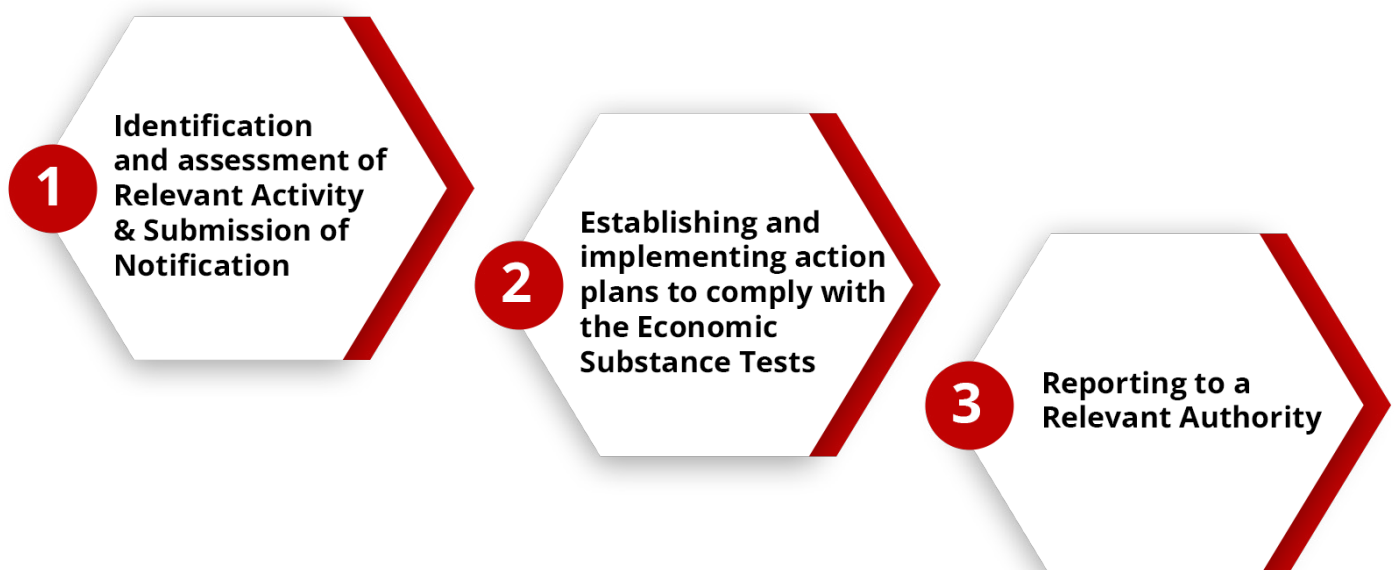 1
Identification
and assessment of
Relevant Activity
& Submission of
Notification
2
Establishing and
implementing action
plans to comply with
the Economic
Substance Tests
3
Reporting to a
Relevant Authority